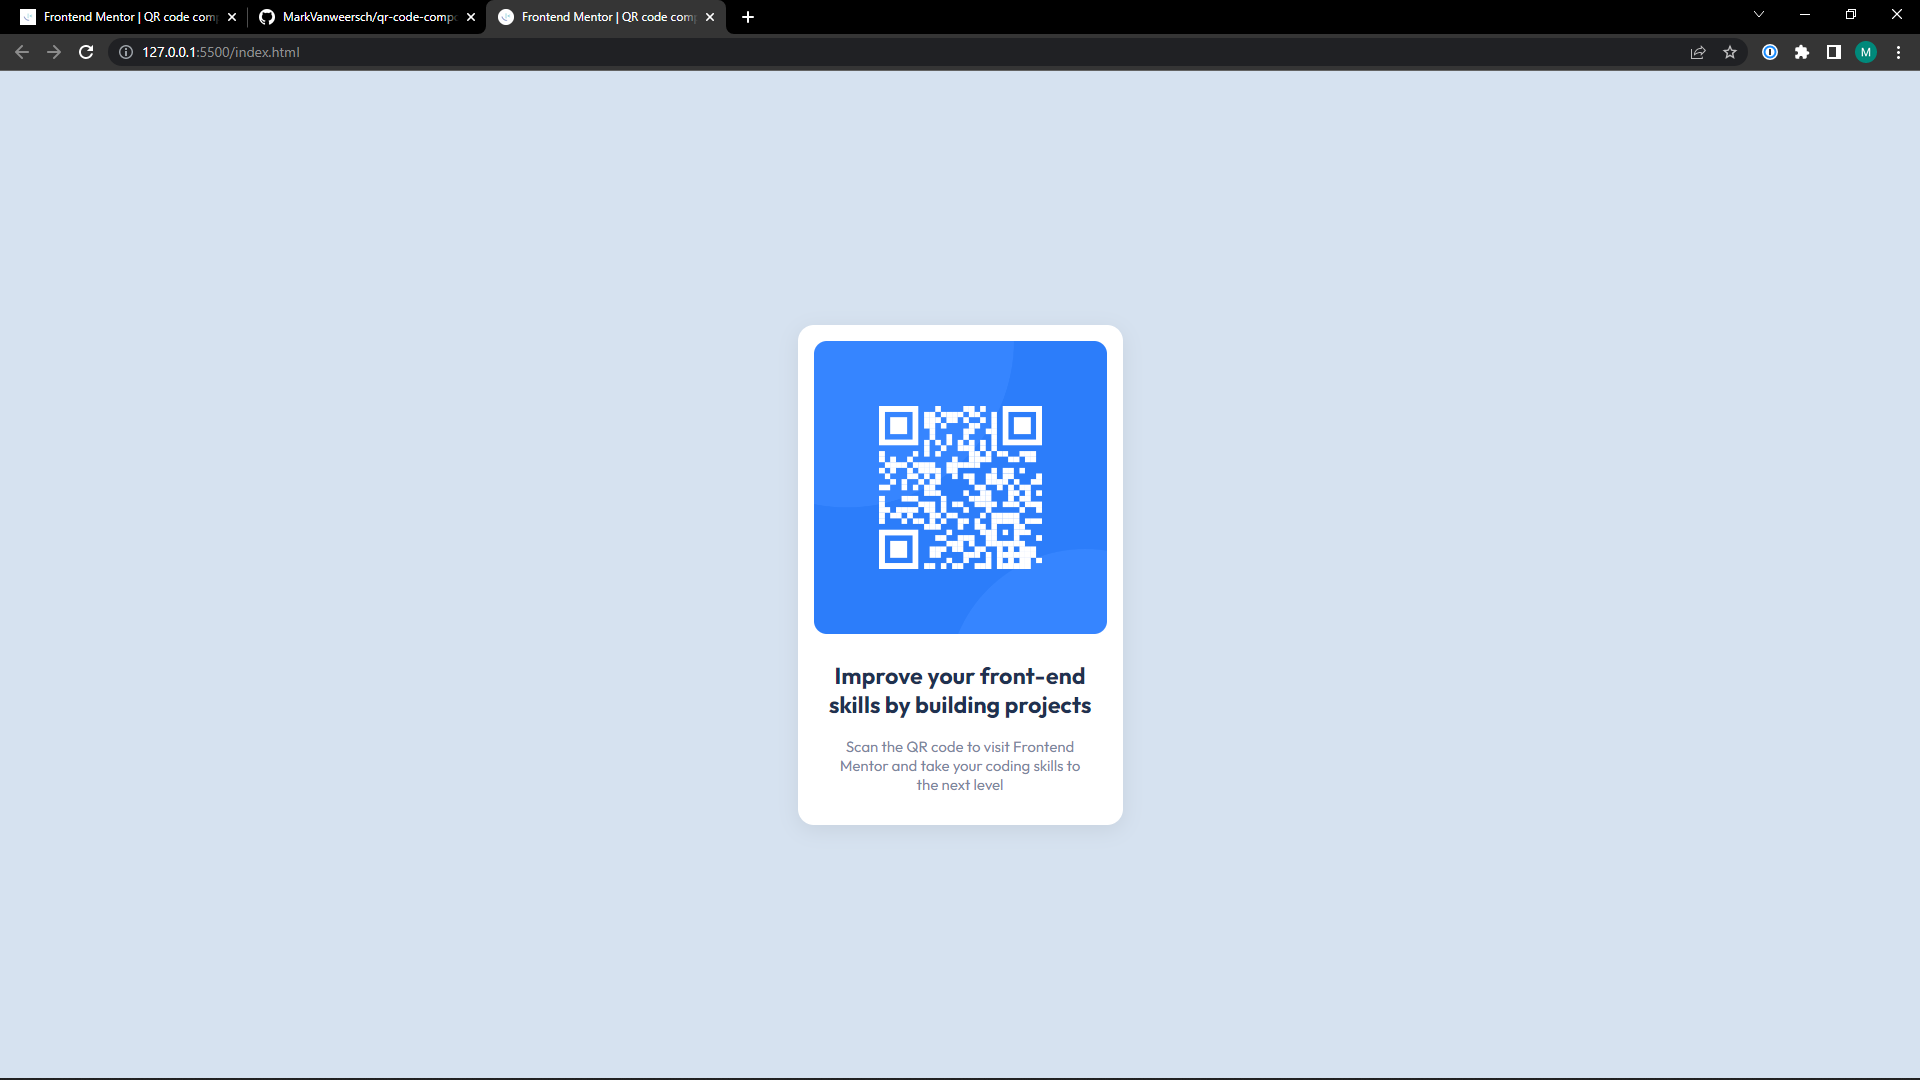 Frontend Mentor | QR code com
MarkVanweersch/qr-code-comp
Frontend Mentor | QR code com
127.0.0.1:5500/index.html
M
Improve your front-end
skills by building projects
Scan the QR code to visit Frontend
Mentor and take your coding skills to
the next level